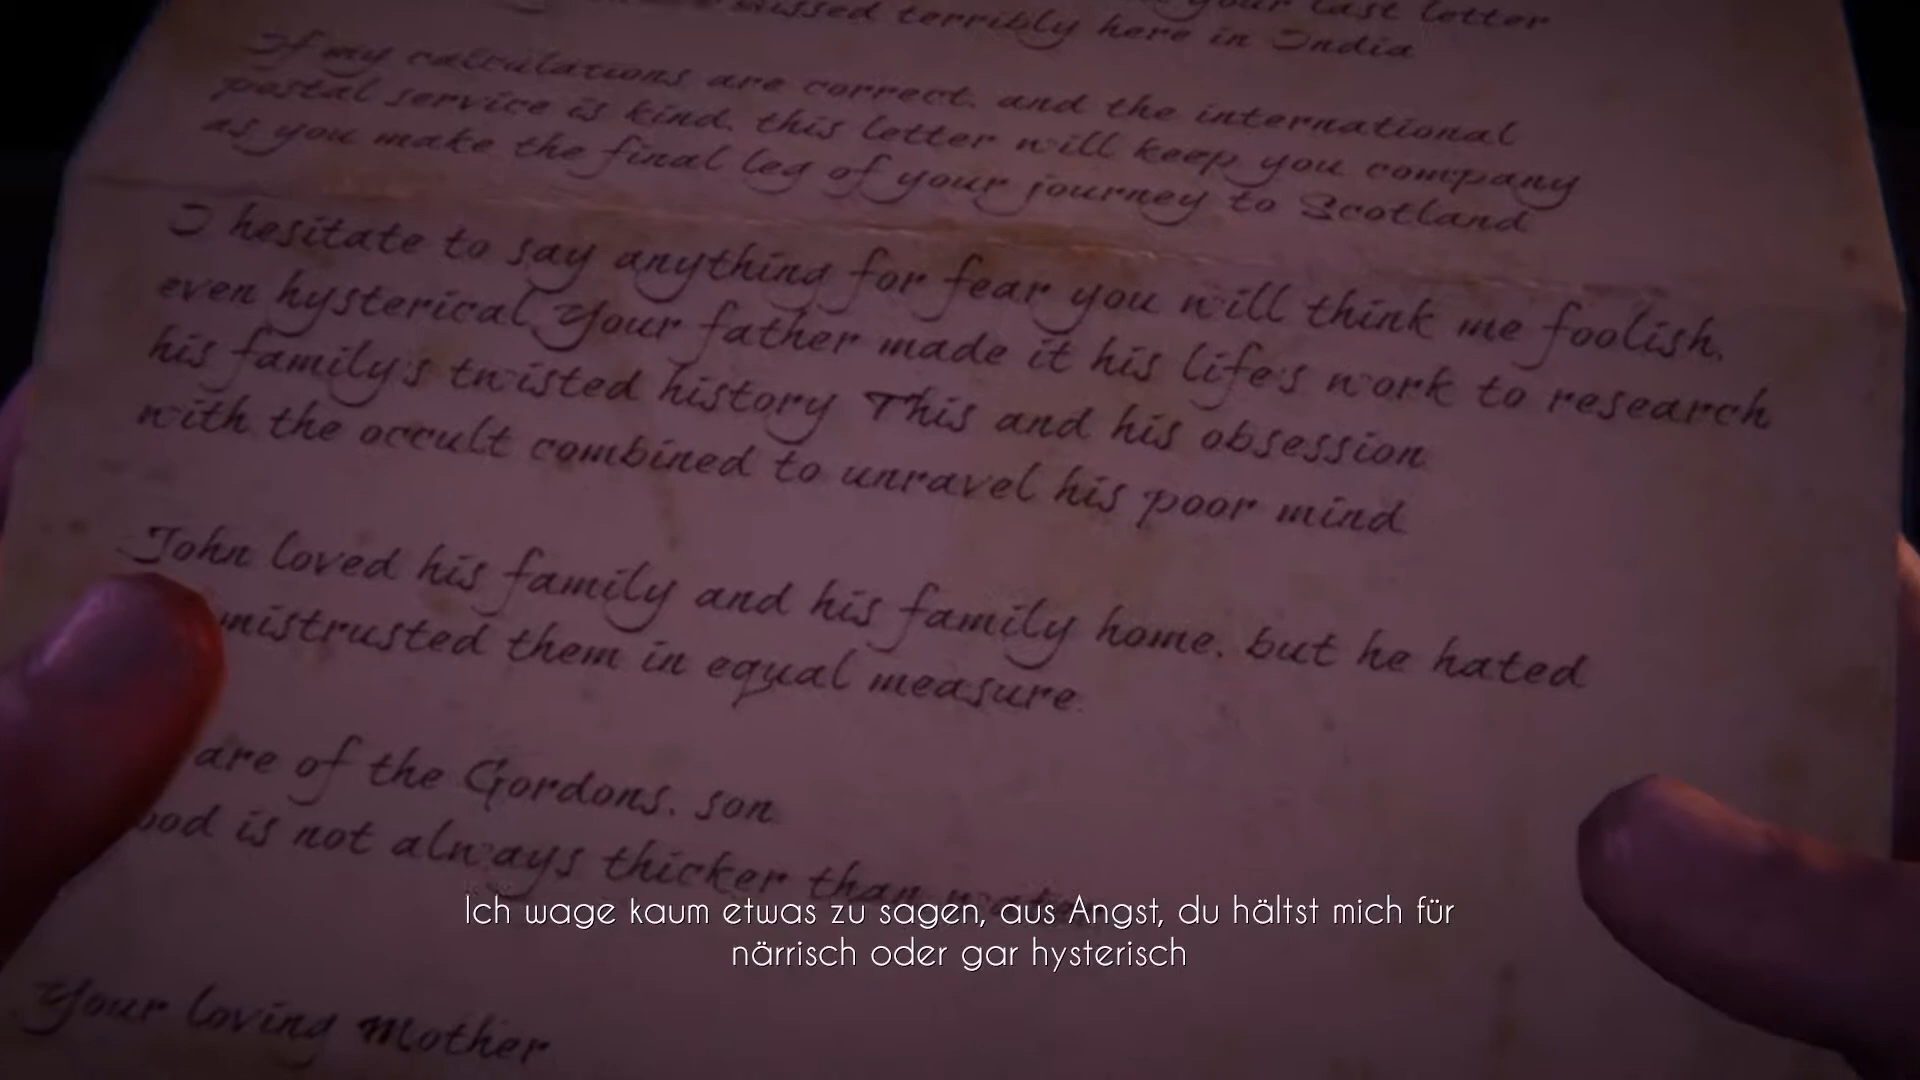 your last letter
missed terribly here in India
If my calculations are correct. and the international
postal service is kind. this letter will keep you company
as you make the final leg of your journey to Scotland
I hesitate to say anything for fear you will think me foolish.
even hysterical. Your father made it his life's work to research
his family's twisted history This and his obsession
with the occult combined to unravel his poor mind.
John loved his family and his family home. but he hated
mistrusted them in equal measure.
are of the Gordons. son.
ood is not always thicker than water
Ich wage kaum etwas zu sagen, aus Angst, du hältst mich für
närrisch oder gar hysterisch
Your loving Mother